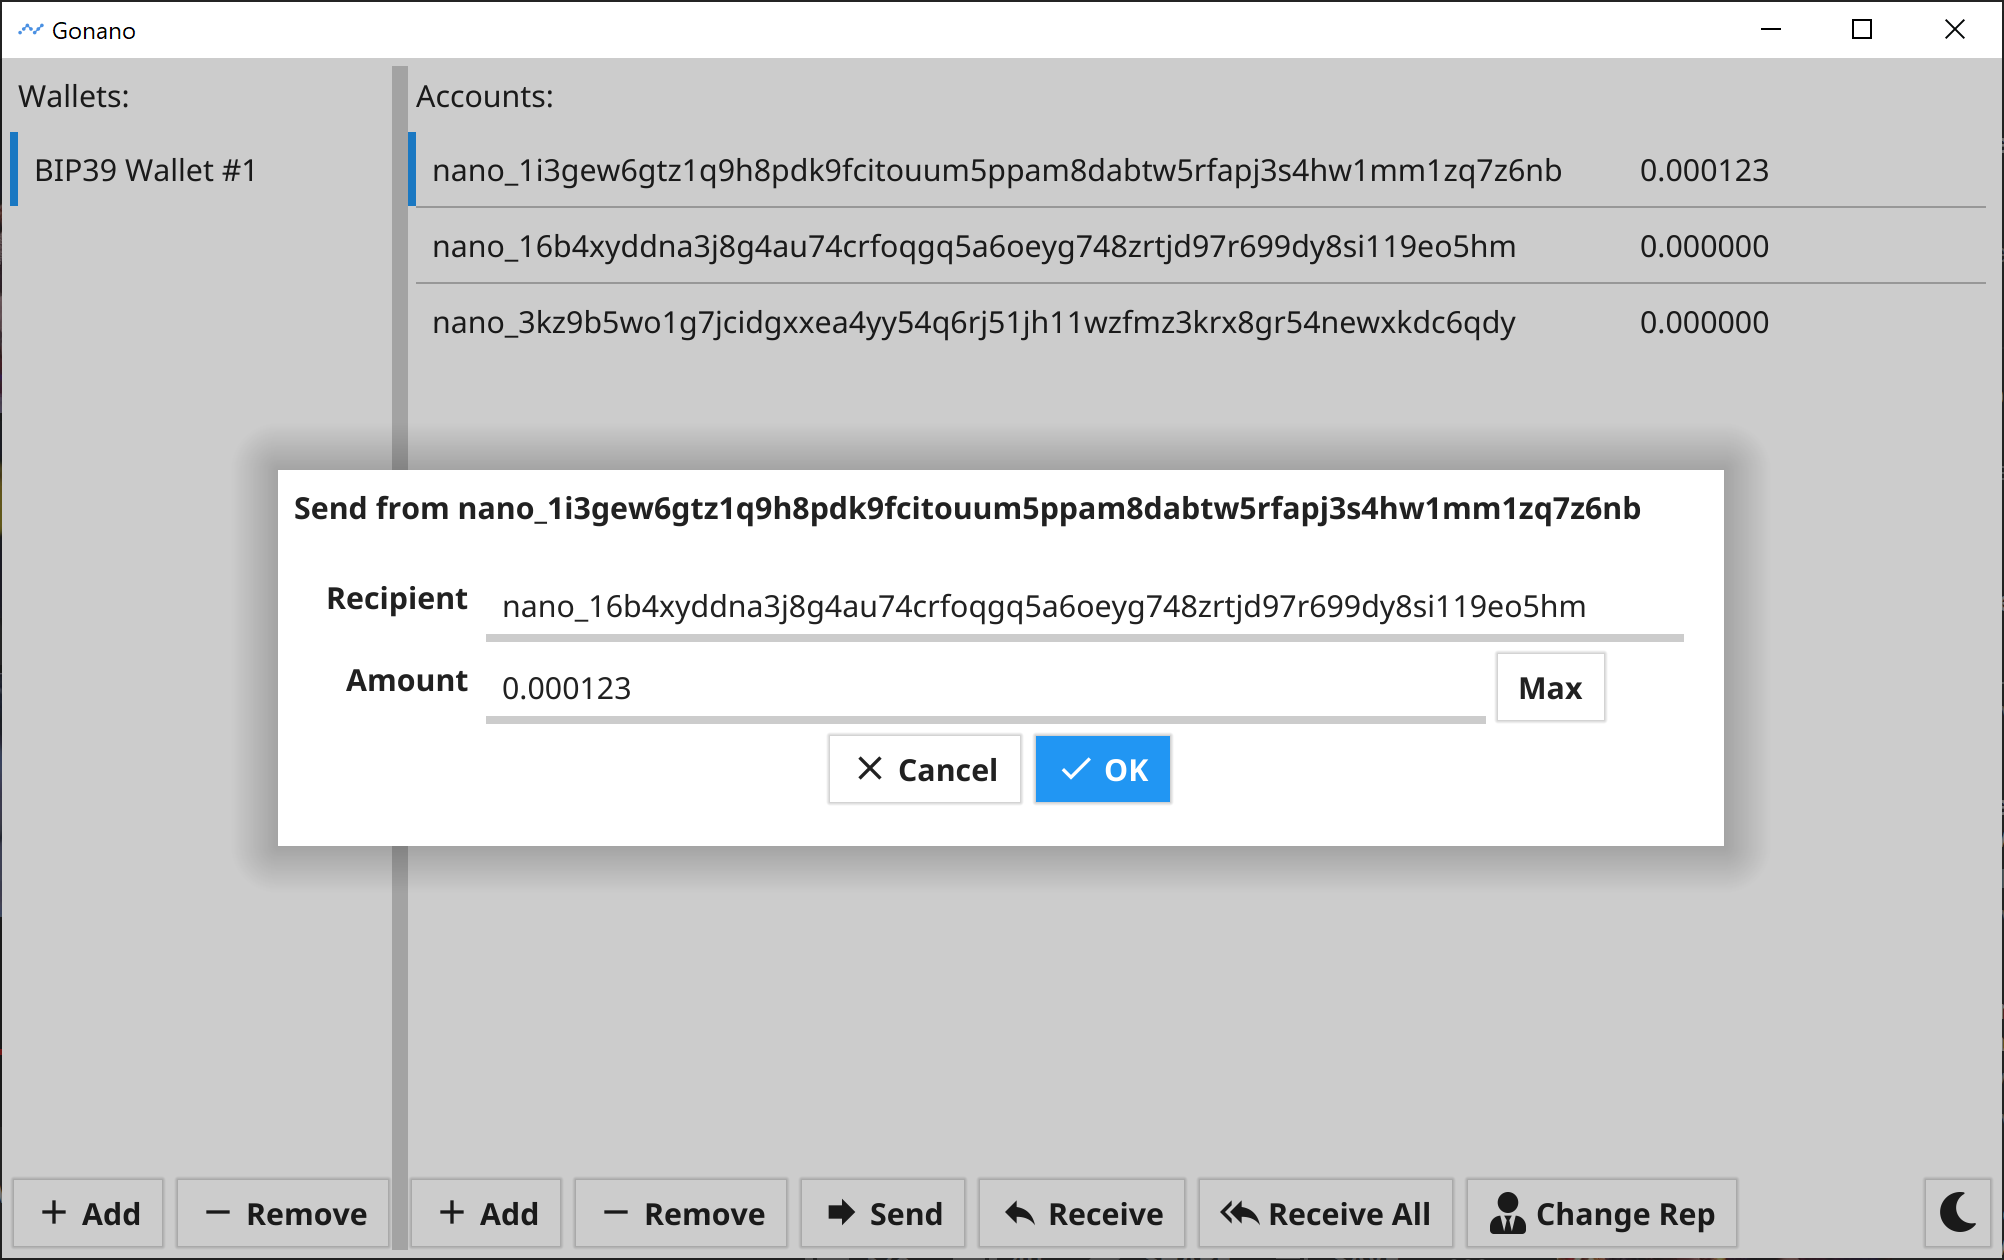 Gonano
Wallets:
BIP39 Wallet #1
Accounts:
nano_1i3gew6gtz1q9h8pdk9fcitouum5ppam8dabtw5rfapj3s4hw1mm1zq7z6nb 0.000123
nano_16b4xyddna3j8g4au74crfoqgq5a6oeyg748zrtjd97r699dy8si119eo5hm 0.000000
nano_3kz9b5wo1g7jcidgxxea4yy54q6rj51jh11wzfmz3krx8gr54newxkdc6qdy 0.000000
Send from nano_1i3gew6gtz1q9h8pdk9fcitouum5ppam8dabtw5rfapj3s4hw1mm1zq7z6nb
Recipient nano_16b4xyddna3j8g4au74crfoqgq5a6oeyg748zrtjd97r699dy8si119eo5hm
Amount 0.000123 Max
Cancel OK
Add Remove Add Remove Send Receive Receive All Change Rep